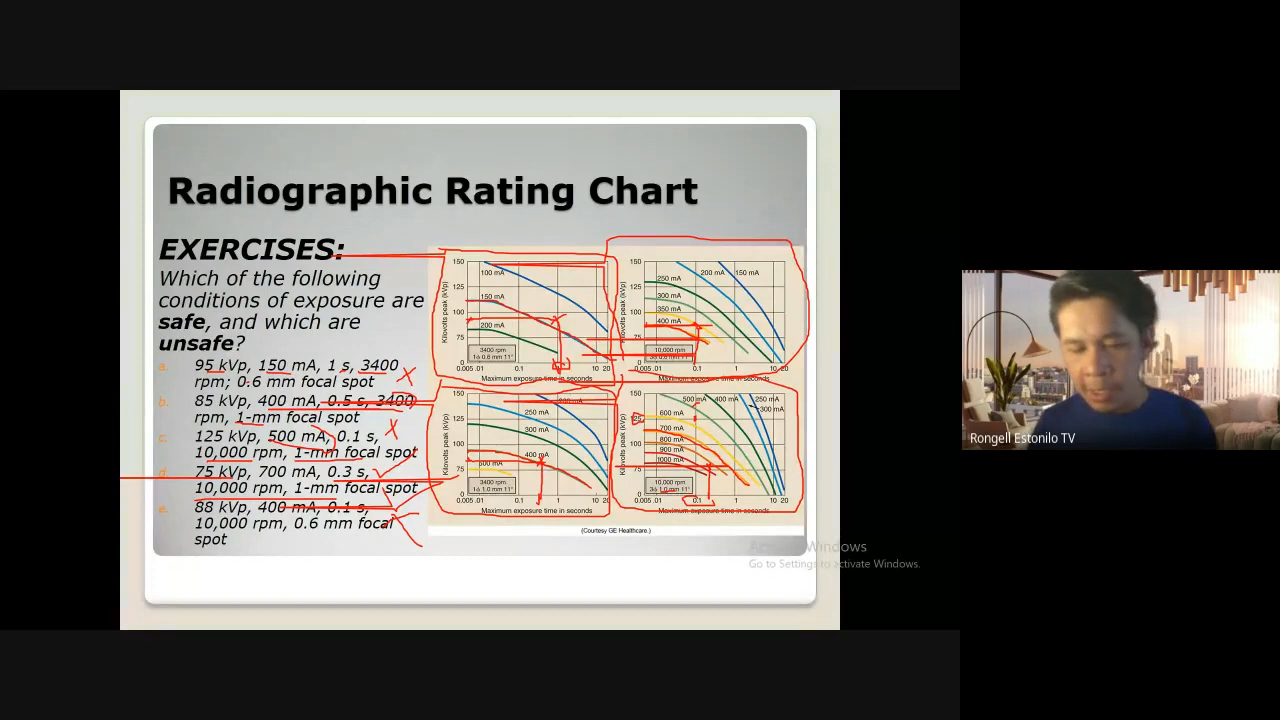 Radiographic Rating Chart
EXERCISES:
Which of the following
conditions of exposure are
safe, and which are
unsafe?
a. 95 kVp, 150 mA, 1 s, 3400
rpm; 0.6 mm focal spot
b. 85 kVp, 400 mA, 0.5 s, 3400
rpm, 1-mm focal spot
c. 125 kVp, 500 mA, 0.1 s,
10,000 rpm, 1-mm focal spot
d. 75 kVp, 700 mA, 0.3 s,
10,000 rpm, 1-mm focal spot
e. 88 kVp, 400 mA, 0.1 s,
10,000 rpm, 0.6 mm focal
spot
Kilovolts peak (kVp)
150
125
100
75
0
100 mA
150 mA
200 mA
3400 rpm
0.005 .01 0.1 1 10 20
Maximum exposure time in seconds
Kilovolts peak (kVp)
150
125
100
75
0
200 mA 150 mA
250 mA
300 mA
350 mA
400 mA
10,000 rpm
0.005 .01 0.1 1 10 20
Maximum exposure time in seconds
Kilovolts peak (kVp)
150
100
75
0
250 mA
300 mA
400 mA
3400 rpm
1.0 mm 11°
0.005 .01 0.1 1 10 20
Maximum exposure time in seconds
Kilovolts peak (kVp)
150
100
75
0
500 mA 400 mA 250 mA
300 mA
600 mA
700 mA
800 mA
900 mA
1000 mA
10,000 rpm
1.0 mm 11°
0.005 .01 0.1 1 10 20
Maximum exposure time in seconds
(Courtesy GE Healthcare.)
Activate Windows
Go to Settings to activate Windows.
Rongell Estonilo TV